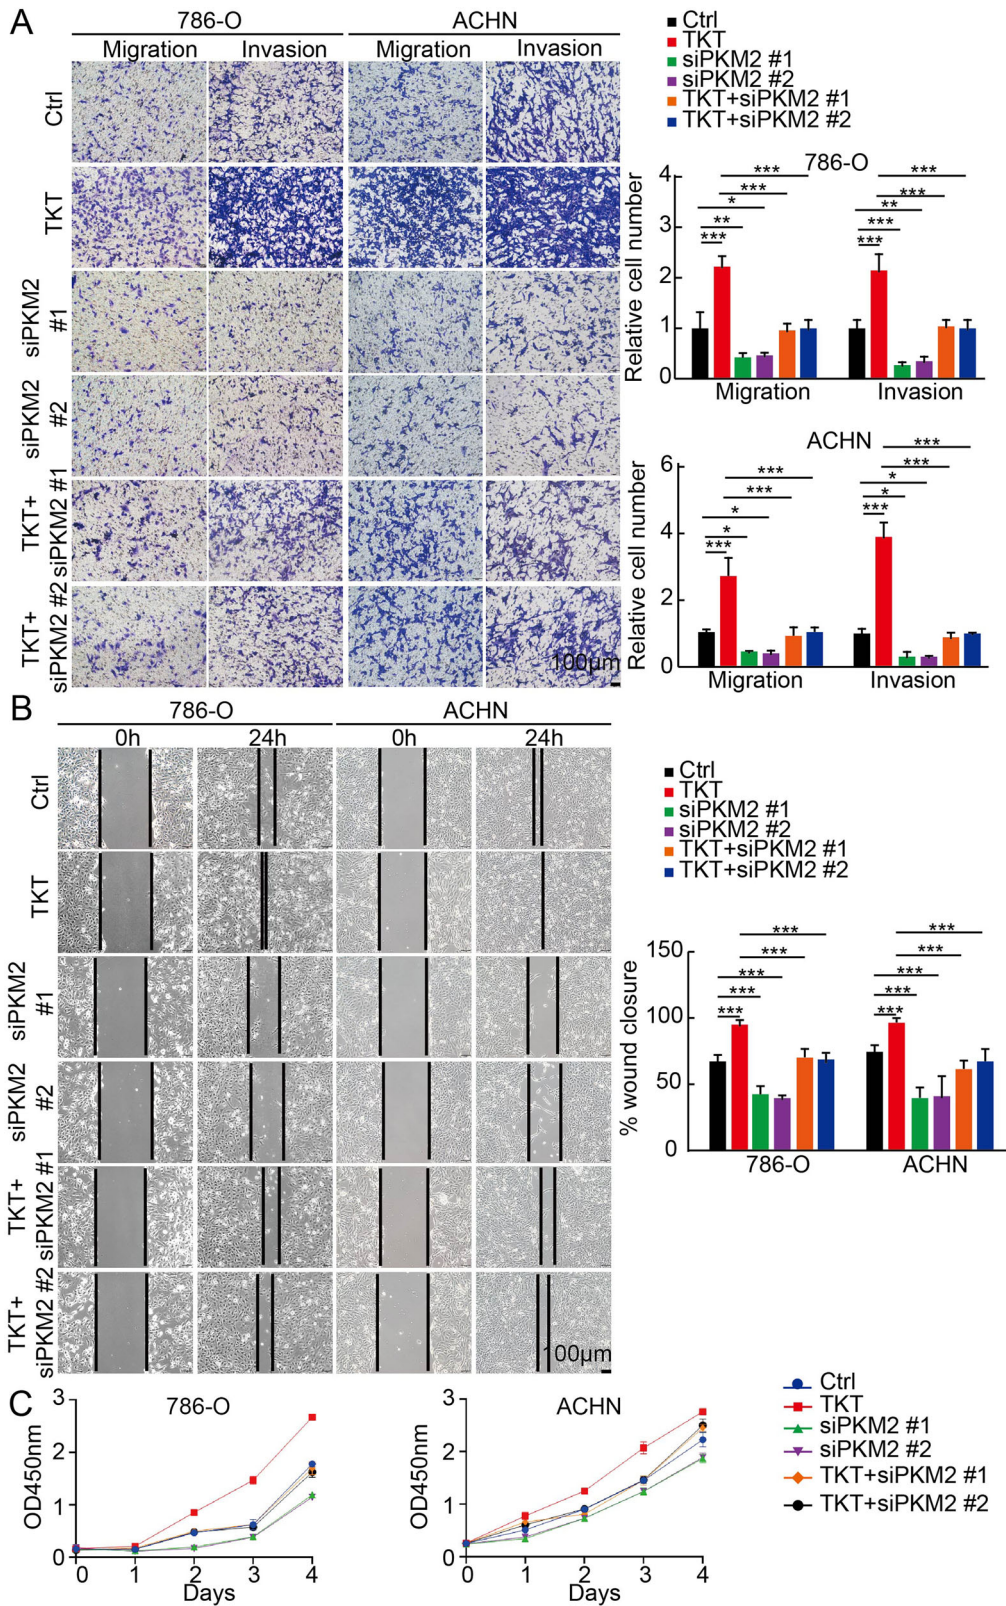 A
786-O
ACHN
Migration
Invasion
Migration
Invasion
Ctrl
TKT
siPKM2
#1
siPKM2
#2
TKT+
siPKM2 #1
TKT+
siPKM2 #2
100μm
Ctrl
TKT
siPKM2 #1
siPKM2 #2
TKT+siPKM2 #1
TKT+siPKM2 #2
786-O
Relative cell number
4
3
2
1
0
***
***
*
**
***
***
***
**
***
***
Migration
Invasion
ACHN
Relative cell number
6
4
2
0
***
***
*
*
***
***
***
*
*
***
Migration
Invasion
B
786-O
ACHN
0h
24h
0h
24h
Ctrl
TKT
siPKM2
#1
siPKM2
#2
TKT+
siPKM2 #1
TKT+
siPKM2 #2
100μm
Ctrl
TKT
siPKM2 #1
siPKM2 #2
TKT+siPKM2 #1
TKT+siPKM2 #2
% wound closure
150
100
50
0
***
***
***
***
***
***
***
***
***
***
786-O
ACHN
C
786-O
OD450nm
3
2
1
0
0 1 2 3 4
Days
ACHN
OD450nm
3
2
1
0
0 1 2 3 4
Days
Ctrl
TKT
siPKM2 #1
siPKM2 #2
TKT+siPKM2 #1
TKT+siPKM2 #2